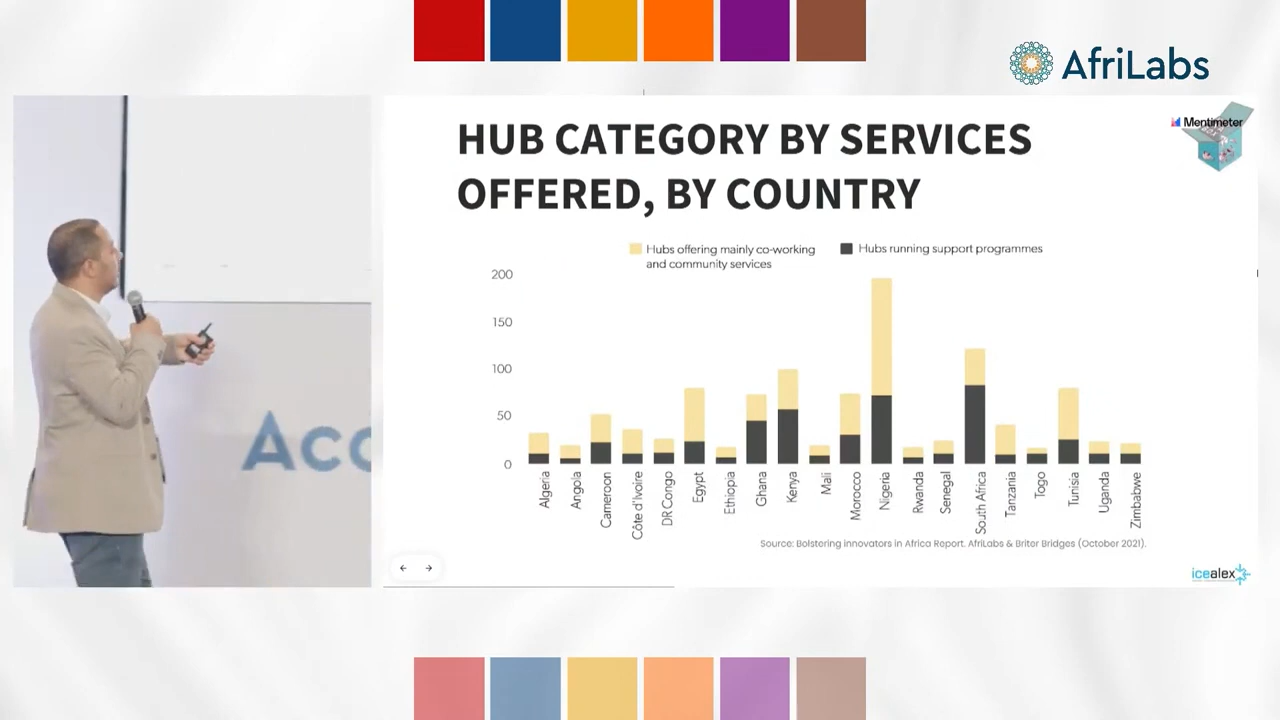 AfriLabs
Mentimeter
HUB CATEGORY BY SERVICES
OFFERED, BY COUNTRY
Hubs offering mainly co-working
and community services
Hubs running support programmes
200
150
100
50
0
Algeria
Angola
Cameroon
Côte d'Ivoire
DR Congo
Egypt
Ethiopia
Ghana
Kenya
Mali
Morocco
Nigeria
Rwanda
Senegal
South Africa
Tanzania
Togo
Tunisia
Uganda
Zimbabwe
Source: Bolstering innovators in Africa Report. AfriLabs & Briter Bridges (October 2021).
icealex
Acc